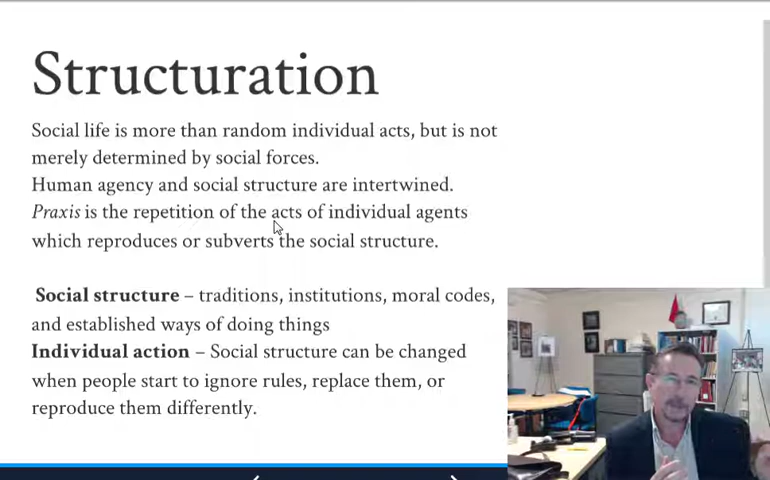 Structuration
Social life is more than random individual acts, but is not
merely determined by social forces.
Human agency and social structure are intertwined.
Praxis is the repetition of the acts of individual agents
which reproduces or subverts the social structure.
Social structure – traditions, institutions, moral codes,
and established ways of doing things
Individual action – Social structure can be changed
when people start to ignore rules, replace them, or
reproduce them differently.